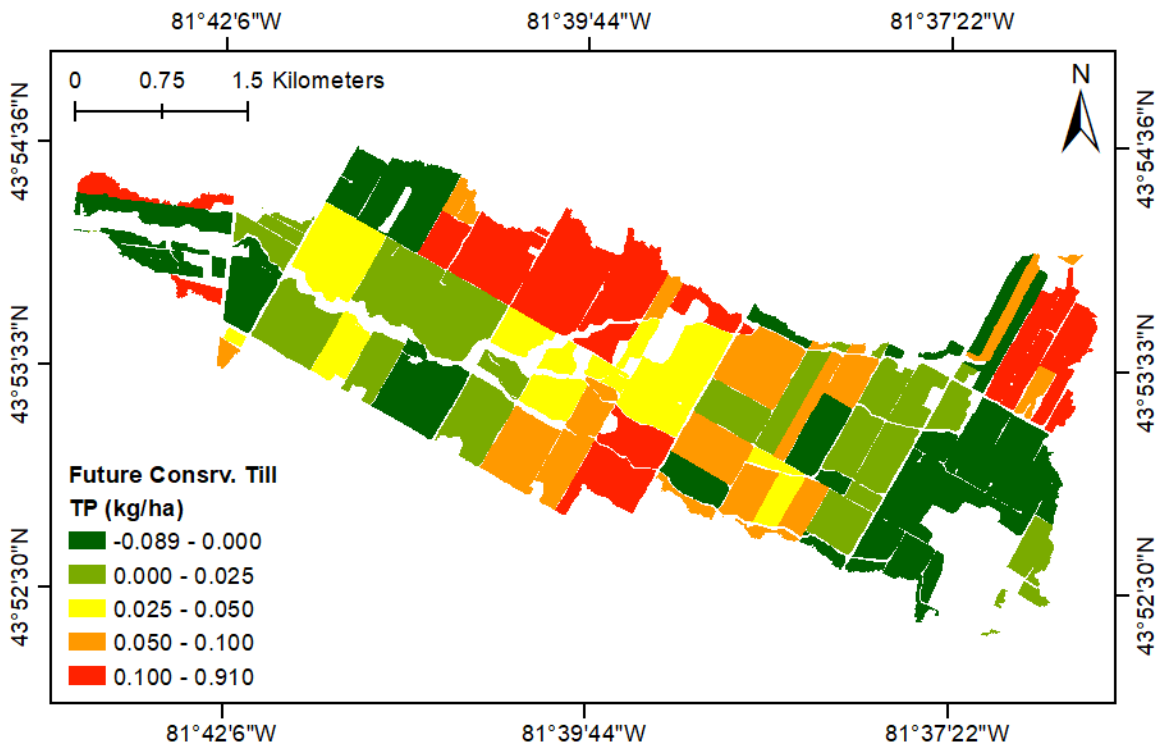 81°42'6"W 81°39'44"W 81°37'22"W
0 0.75 1.5 Kilometers
N
43°54'36"N
43°54'36"N
43°53'33"N
43°53'33"N
Future Consrv. Till
TP (kg/ha)
-0.089 - 0.000
0.000 - 0.025
0.025 - 0.050
0.050 - 0.100
0.100 - 0.910
43°52'30"N
43°52'30"N
81°42'6"W 81°39'44"W 81°37'22"W